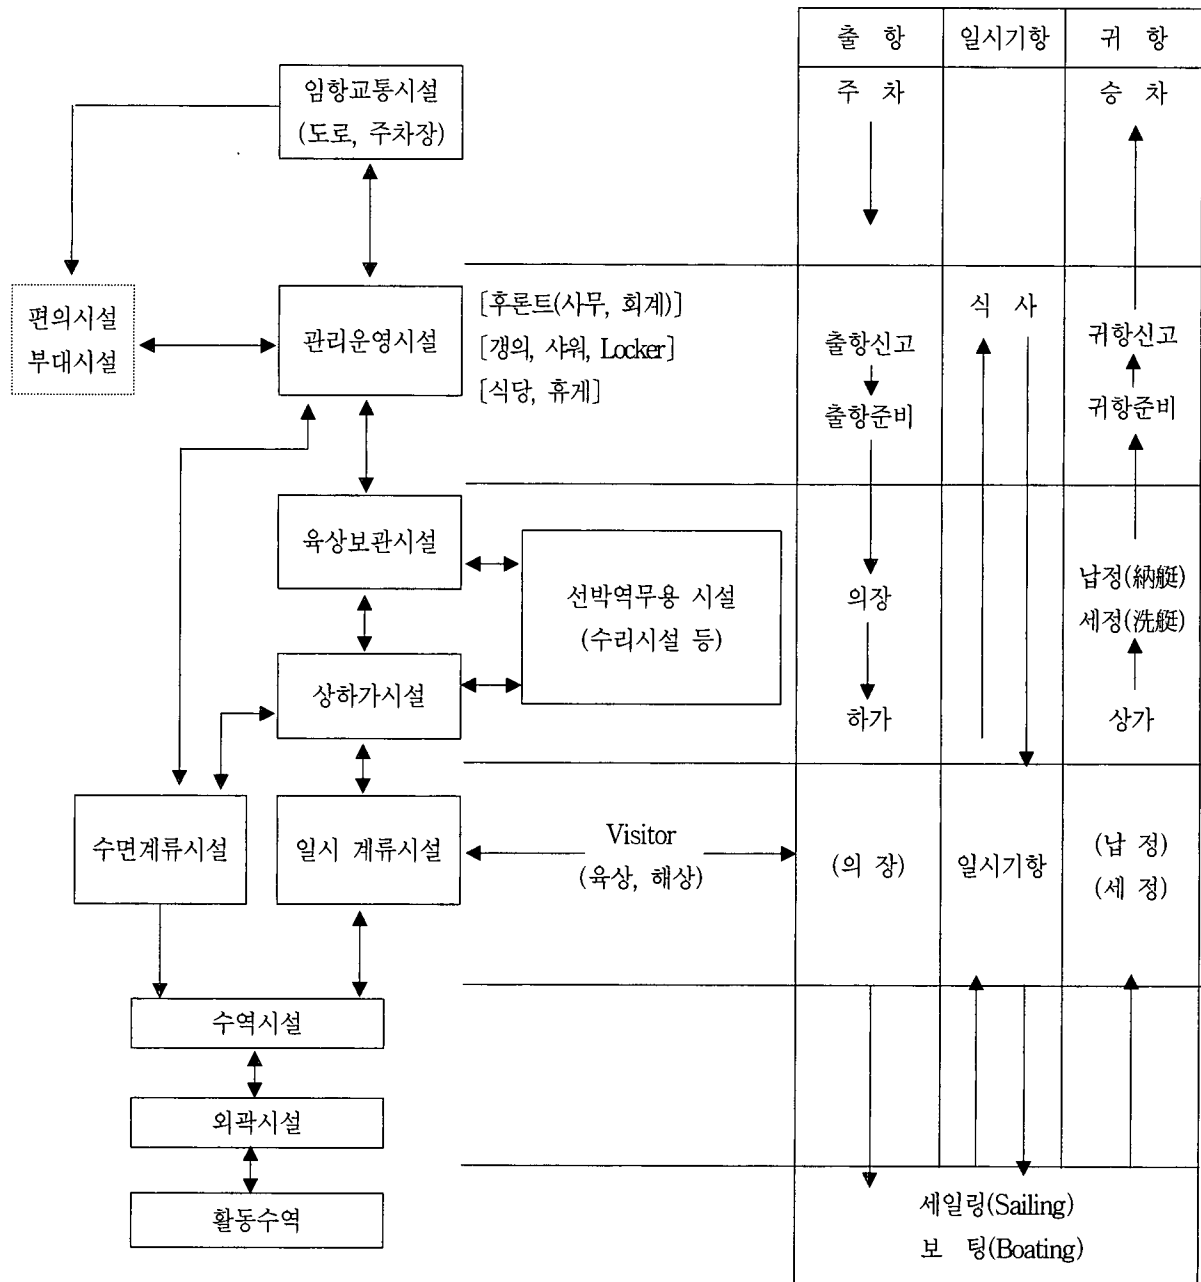 출 항 일시기항 귀 항
임항교통시설
(도로, 주차장)
주 차
승 차
편의시설
부대시설
관리운영시설
[후론트(사무, 회계)]
[갱의, 샤워, Locker]
[식당, 휴게]
식 사
출항신고
출항준비
귀항신고
귀항준비
육상보관시설
선박역무용 시설
(수리시설 등)
상하가시설
의장
하가
납정(納艇)
세정(洗艇)
상가
수면계류시설
일시 계류시설
Visitor
(육상, 해상)
(의 장)
일시기항
(납 정)
(세 정)
수역시설
외곽시설
활동수역
세일링(Sailing)
보 팅(Boating)